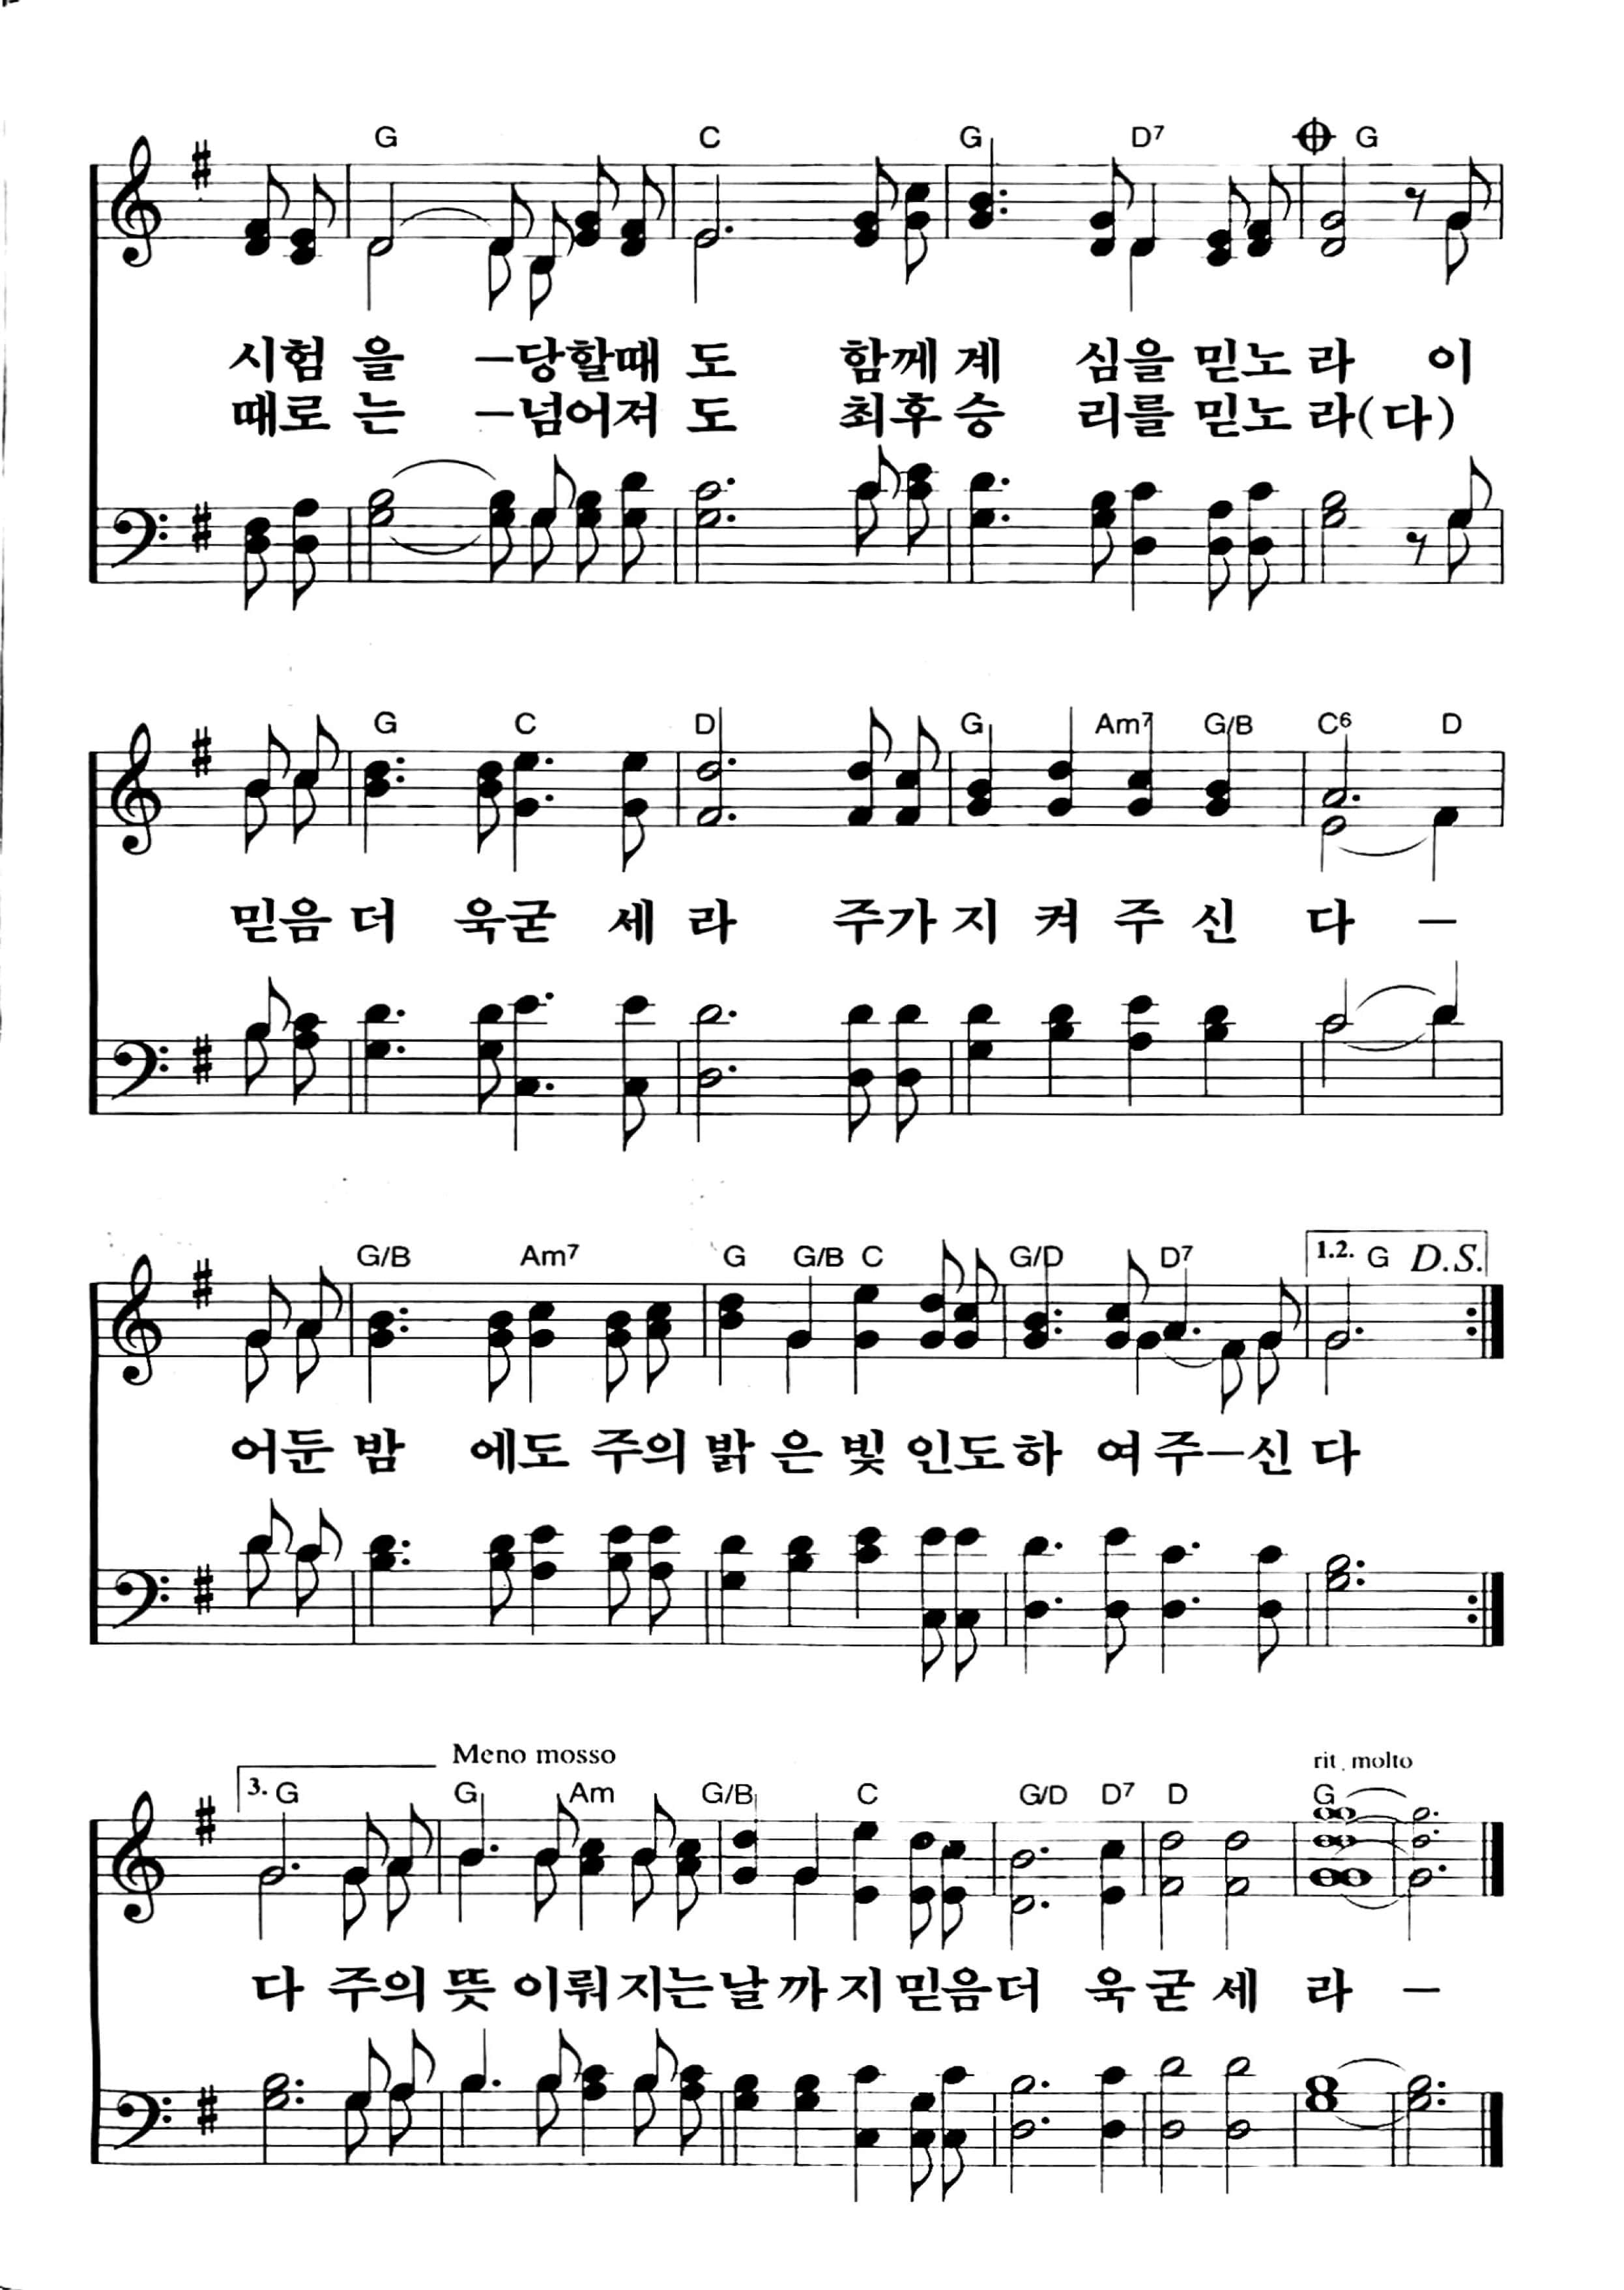 G C G D7 G
시험 을 –당할때 도 함께 계 심을 믿노 라 이
때로 는 –넘어져 도 최후 승 리를 믿노 라(다)
G C D G Am7 G/B C6 D
믿음 더 욱굳 세 라 주가 지 켜 주 신 다 –
G/B Am7 G G/B C G/D D7 1.2. G D.S.
어둔 밤 에도 주의 밝 은 빛 인도하 여주–신 다
Meno mosso rit. molto
3. G G Am G/B C G/D D7 D G
다 주의 뜻 이뤄 지는 날 까 지 믿음 더 욱 굳 세 라 –